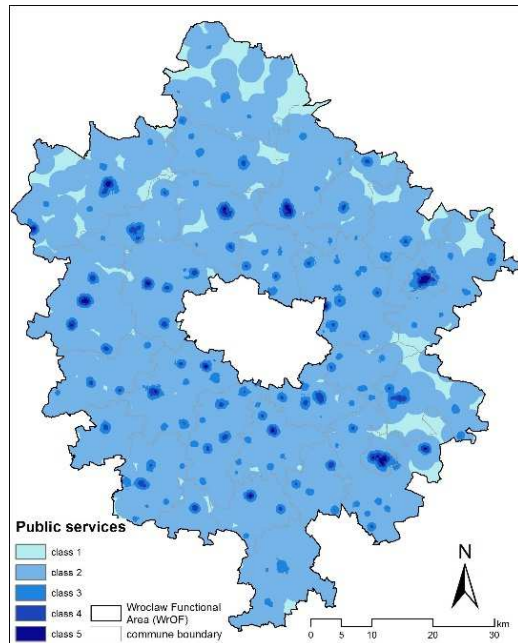 Public services
class 1
class 2
class 3
class 4
class 5
Wroclaw Functional
Area (WrOF)
commune boundary
N
km
0 5 10 20 30